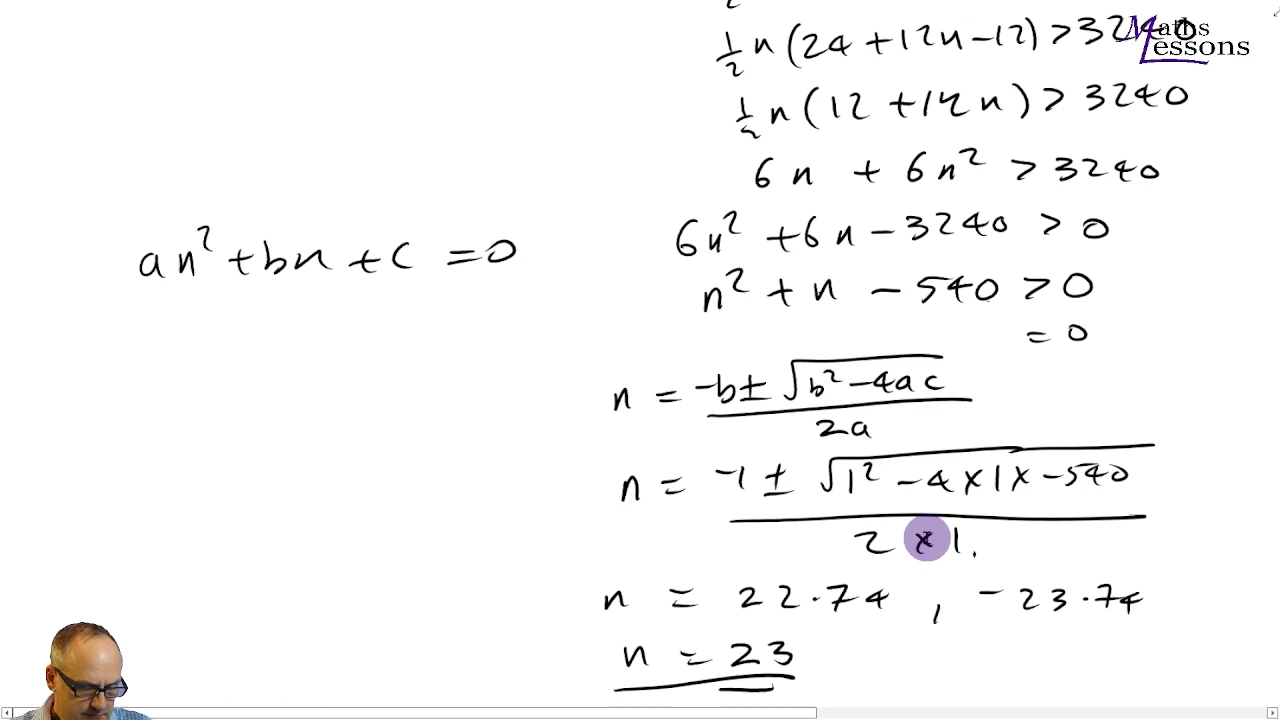 ½n(24+12n-12)>3240
Maths Lessons
½n(12+12n)>3240
6n + 6n² > 3240
6n² + 6n - 3240 > 0
an² + bn + c = 0
n² + n - 540 > 0
= 0
n = -b ± √(b² - 4ac) / 2a
n = -1 ± √(1² - 4 × 1 × -540) / 2 × 1.
n = 22.74 , -23.74
n = 23